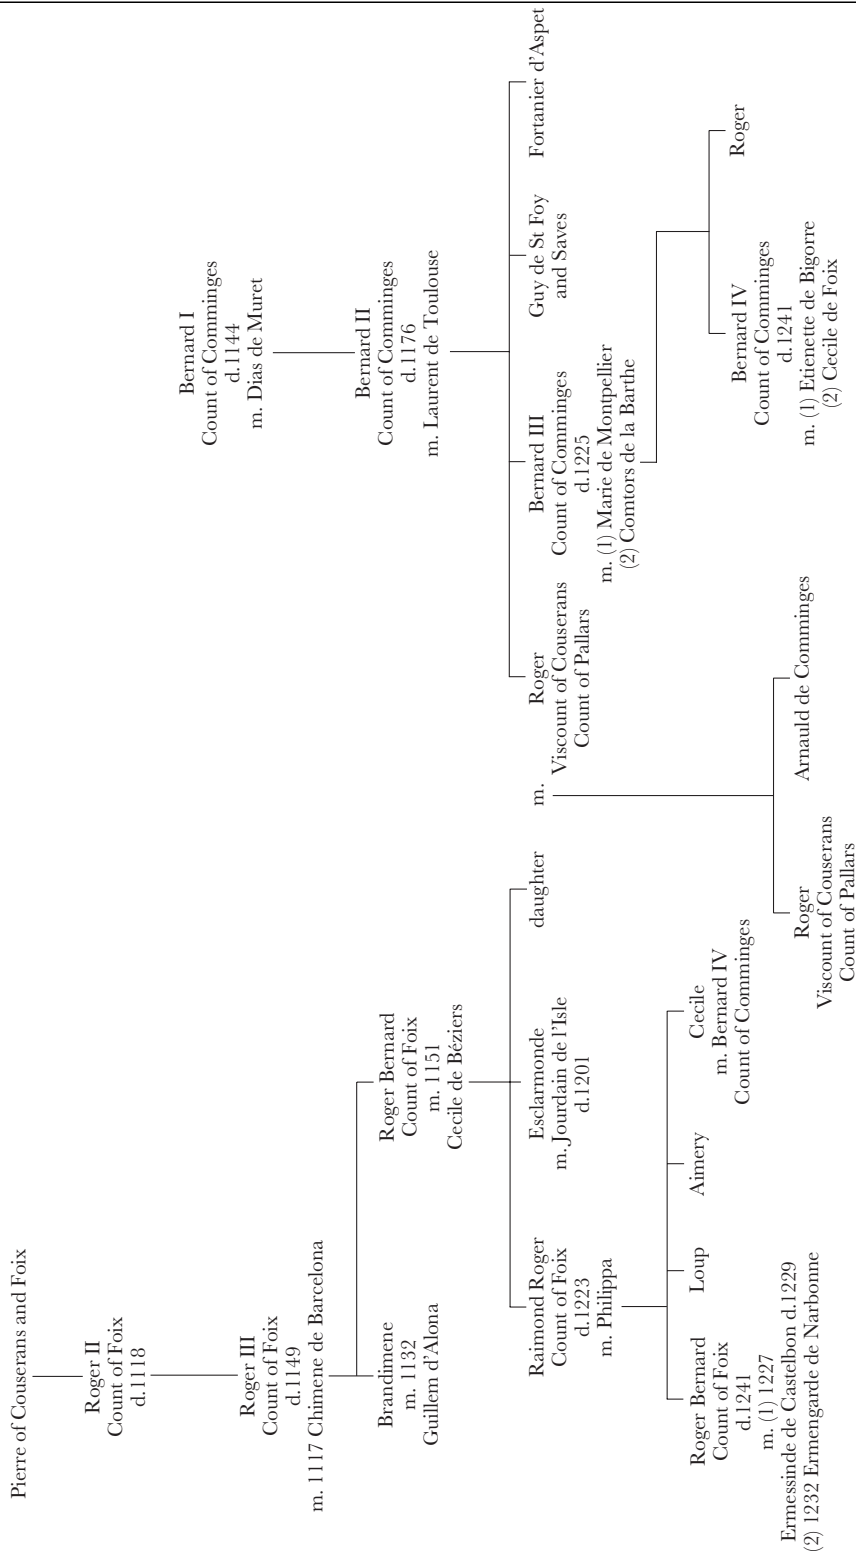 Pierre of Couserans and Foix
Roger II
Count of Foix
d.1118
Roger III
Count of Foix
d.1149
m. 1117 Chimene de Barcelona
Brandimene
m. 1132
Guillem d'Alona
Roger Bernard
Count of Foix
m. 1151
Cecile de Béziers
Raimond Roger
Count of Foix
d.1223
m. Philippa
Esclarmonde
m. Jourdain de l'Isle
d.1201
daughter
m.
Roger Bernard
Count of Foix
d.1241
m. (1) 1227
Ermessinde de Castelbon d.1229
(2) 1232 Ermengarde de Narbonne
Loup
Aimery
Cecile
m. Bernard IV
Count of Comminges
Bernard I
Count of Comminges
d.1144
m. Dias de Muret
Bernard II
Count of Comminges
d.1176
m. Laurent de Toulouse
Roger
Viscount of Couserans
Count of Pallars
Bernard III
Count of Comminges
d.1225
m. (1) Marie de Montpellier
(2) Comtors de la Barthe
Guy de St Foy
and Saves
Fortanier d'Aspet
Bernard IV
Count of Comminges
d.1241
m. (1) Etienette de Bigorre
(2) Cecile de Foix
Roger
Roger
Viscount of Couserans
Count of Pallars
Arnauld de Comminges